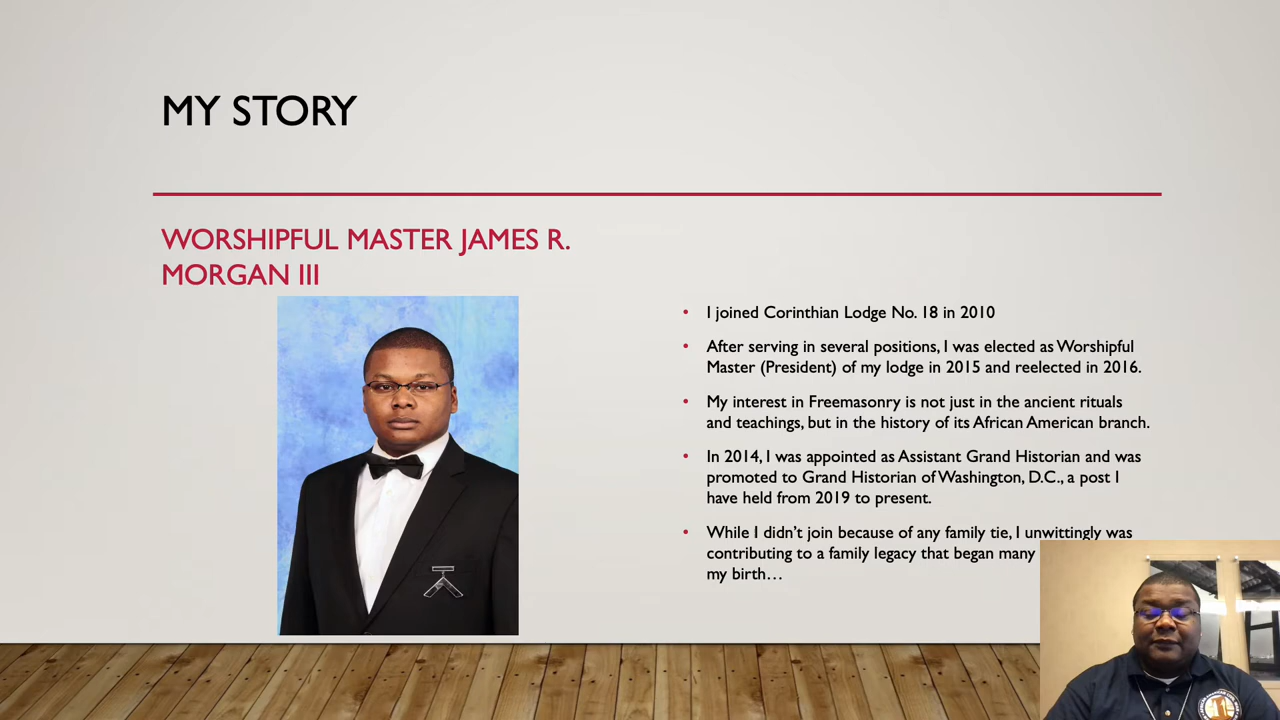 MY STORY
WORSHIPFUL MASTER JAMES R.
MORGAN III
• I joined Corinthian Lodge No. 18 in 2010
• After serving in several positions, I was elected as Worshipful
Master (President) of my lodge in 2015 and reelected in 2016.
• My interest in Freemasonry is not just in the ancient rituals
and teachings, but in the history of its African American branch.
• In 2014, I was appointed as Assistant Grand Historian and was
promoted to Grand Historian of Washington, D.C., a post I
have held from 2019 to present.
• While I didn't join because of any family tie, I unwittingly was
contributing to a family legacy that began many
my birth…